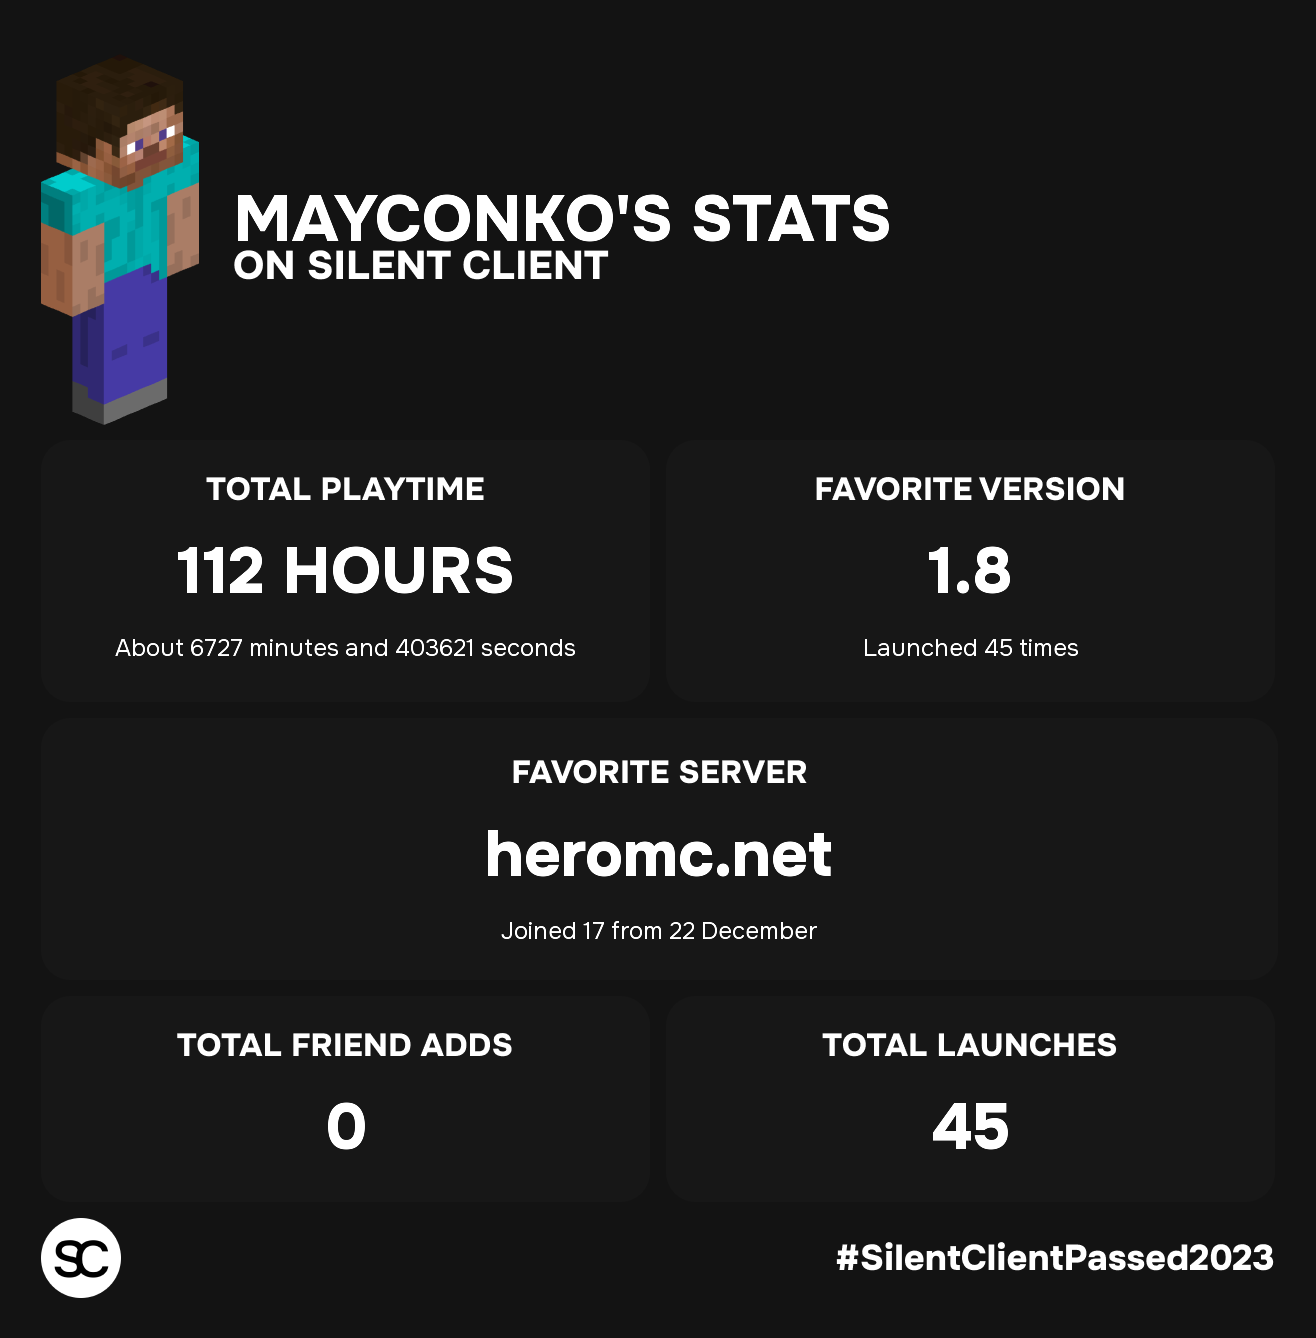 MAYCONKO'S STATS
ON SILENT CLIENT
TOTAL PLAYTIME
112 HOURS
About 6727 minutes and 403621 seconds
FAVORITE VERSION
1.8
Launched 45 times
FAVORITE SERVER
heromc.net
Joined 17 from 22 December
TOTAL FRIEND ADDS
0
TOTAL LAUNCHES
45
SC
#SilentClientPassed2023